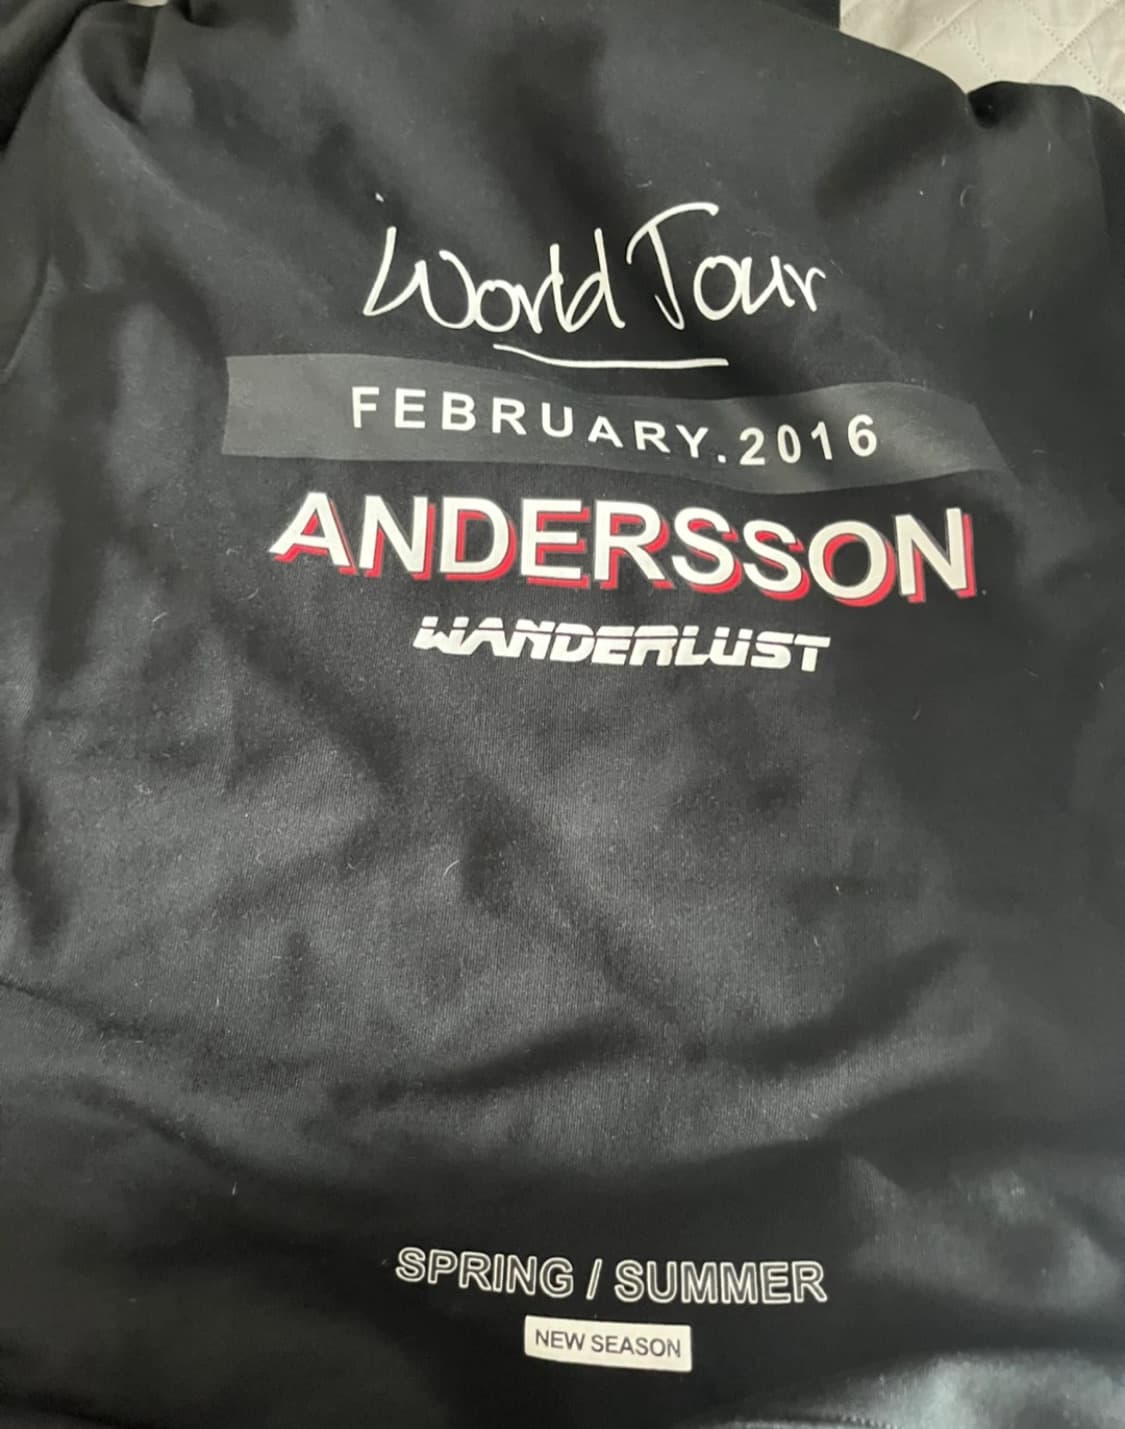 World Tour
FEBRUARY.2016
ANDERSSON
WANDERLUST
SPRING / SUMMER
NEW SEASON